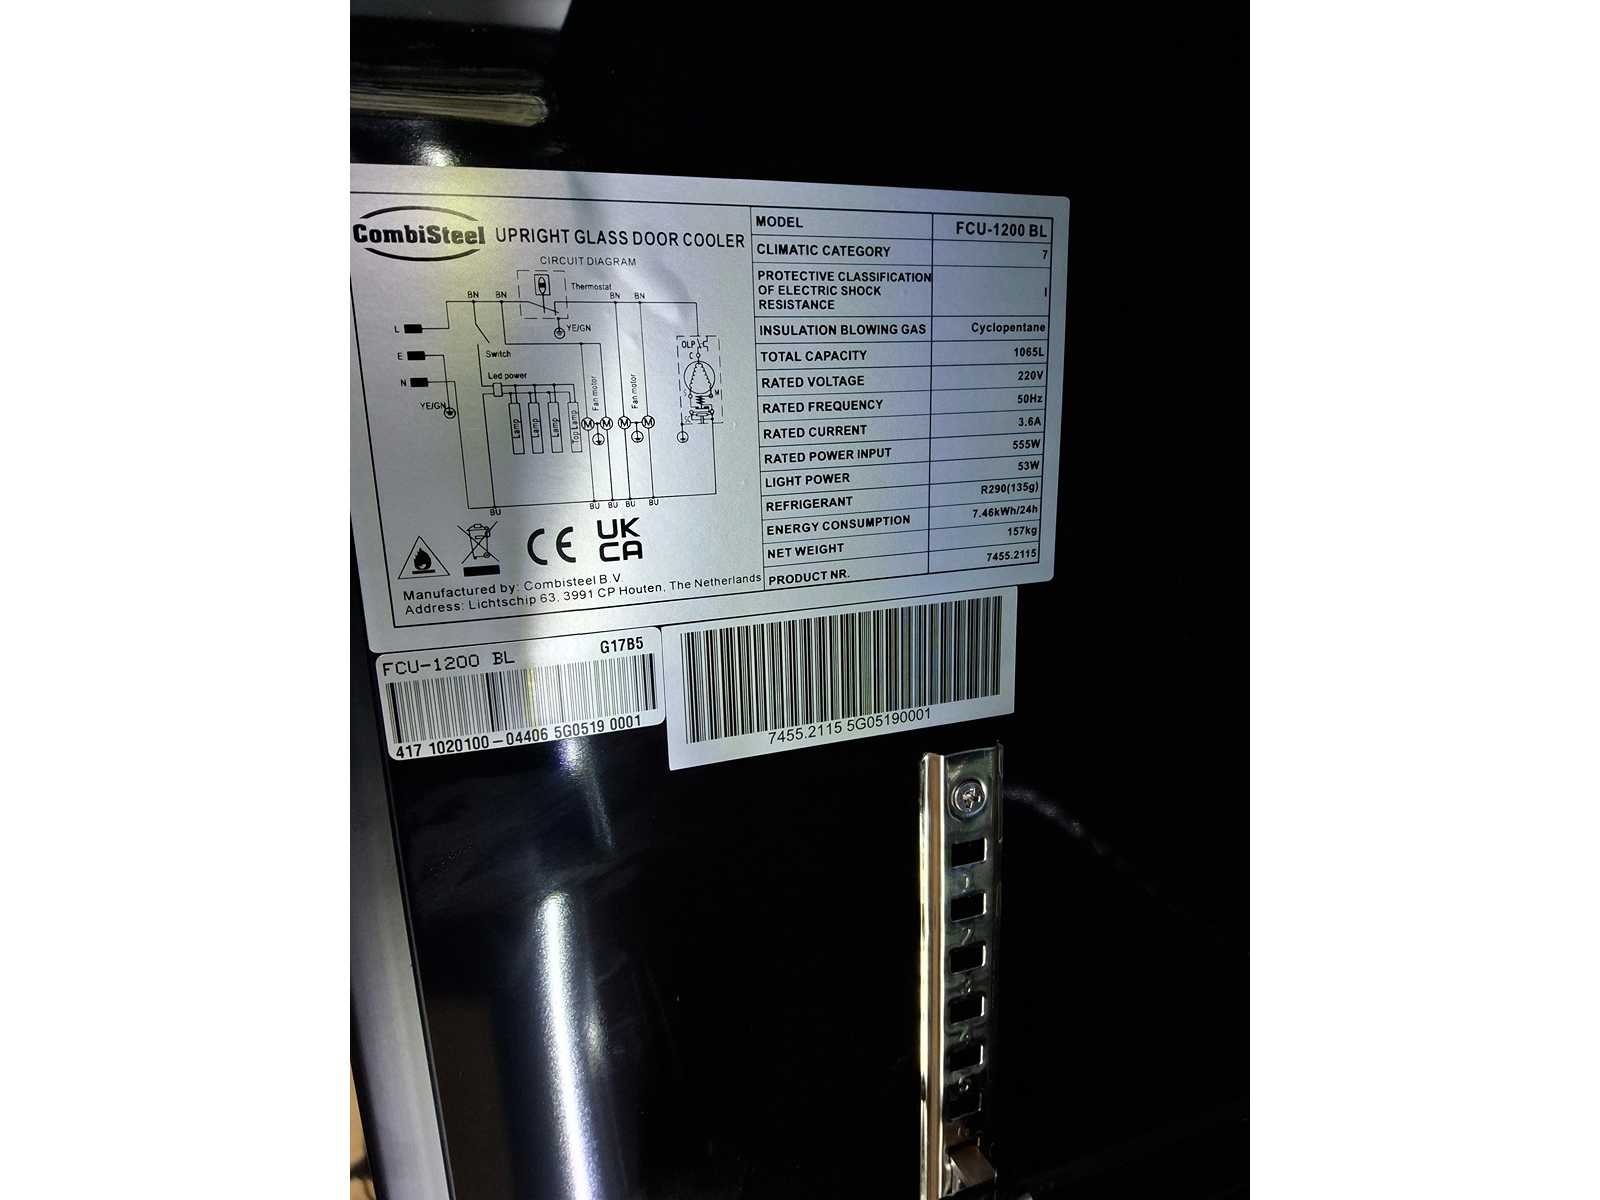 CombiSteel UPRIGHT GLASS DOOR COOLER
CIRCUIT DIAGRAM
BN BN Thermostat BN BN
L YE/GN
E Switch OLP
C
N Led power
YE/GN Fan motor Fan motor M
Lamp Lamp Lamp Top Lamp
M M M M
BU BU BU BU BU
CE UK
CA
Manufactured by: Combisteel B.V
Address: Lichtschip 63, 3991 CP Houten, The Netherlands
MODEL FCU-1200 BL
CLIMATIC CATEGORY 7
PROTECTIVE CLASSIFICATION
OF ELECTRIC SHOCK I
RESISTANCE
INSULATION BLOWING GAS Cyclopentane
TOTAL CAPACITY 1065L
RATED VOLTAGE 220V
RATED FREQUENCY 50Hz
RATED CURRENT 3.6A
RATED POWER INPUT 555W
LIGHT POWER 53W
REFRIGERANT R290(135g)
ENERGY CONSUMPTION 7.46kWh/24h
NET WEIGHT 157kg
PRODUCT NR. 7455.2115
FCU-1200 BL G17B5
417 1020100-04406 5G0519 0001
7455.2115 5G05190001